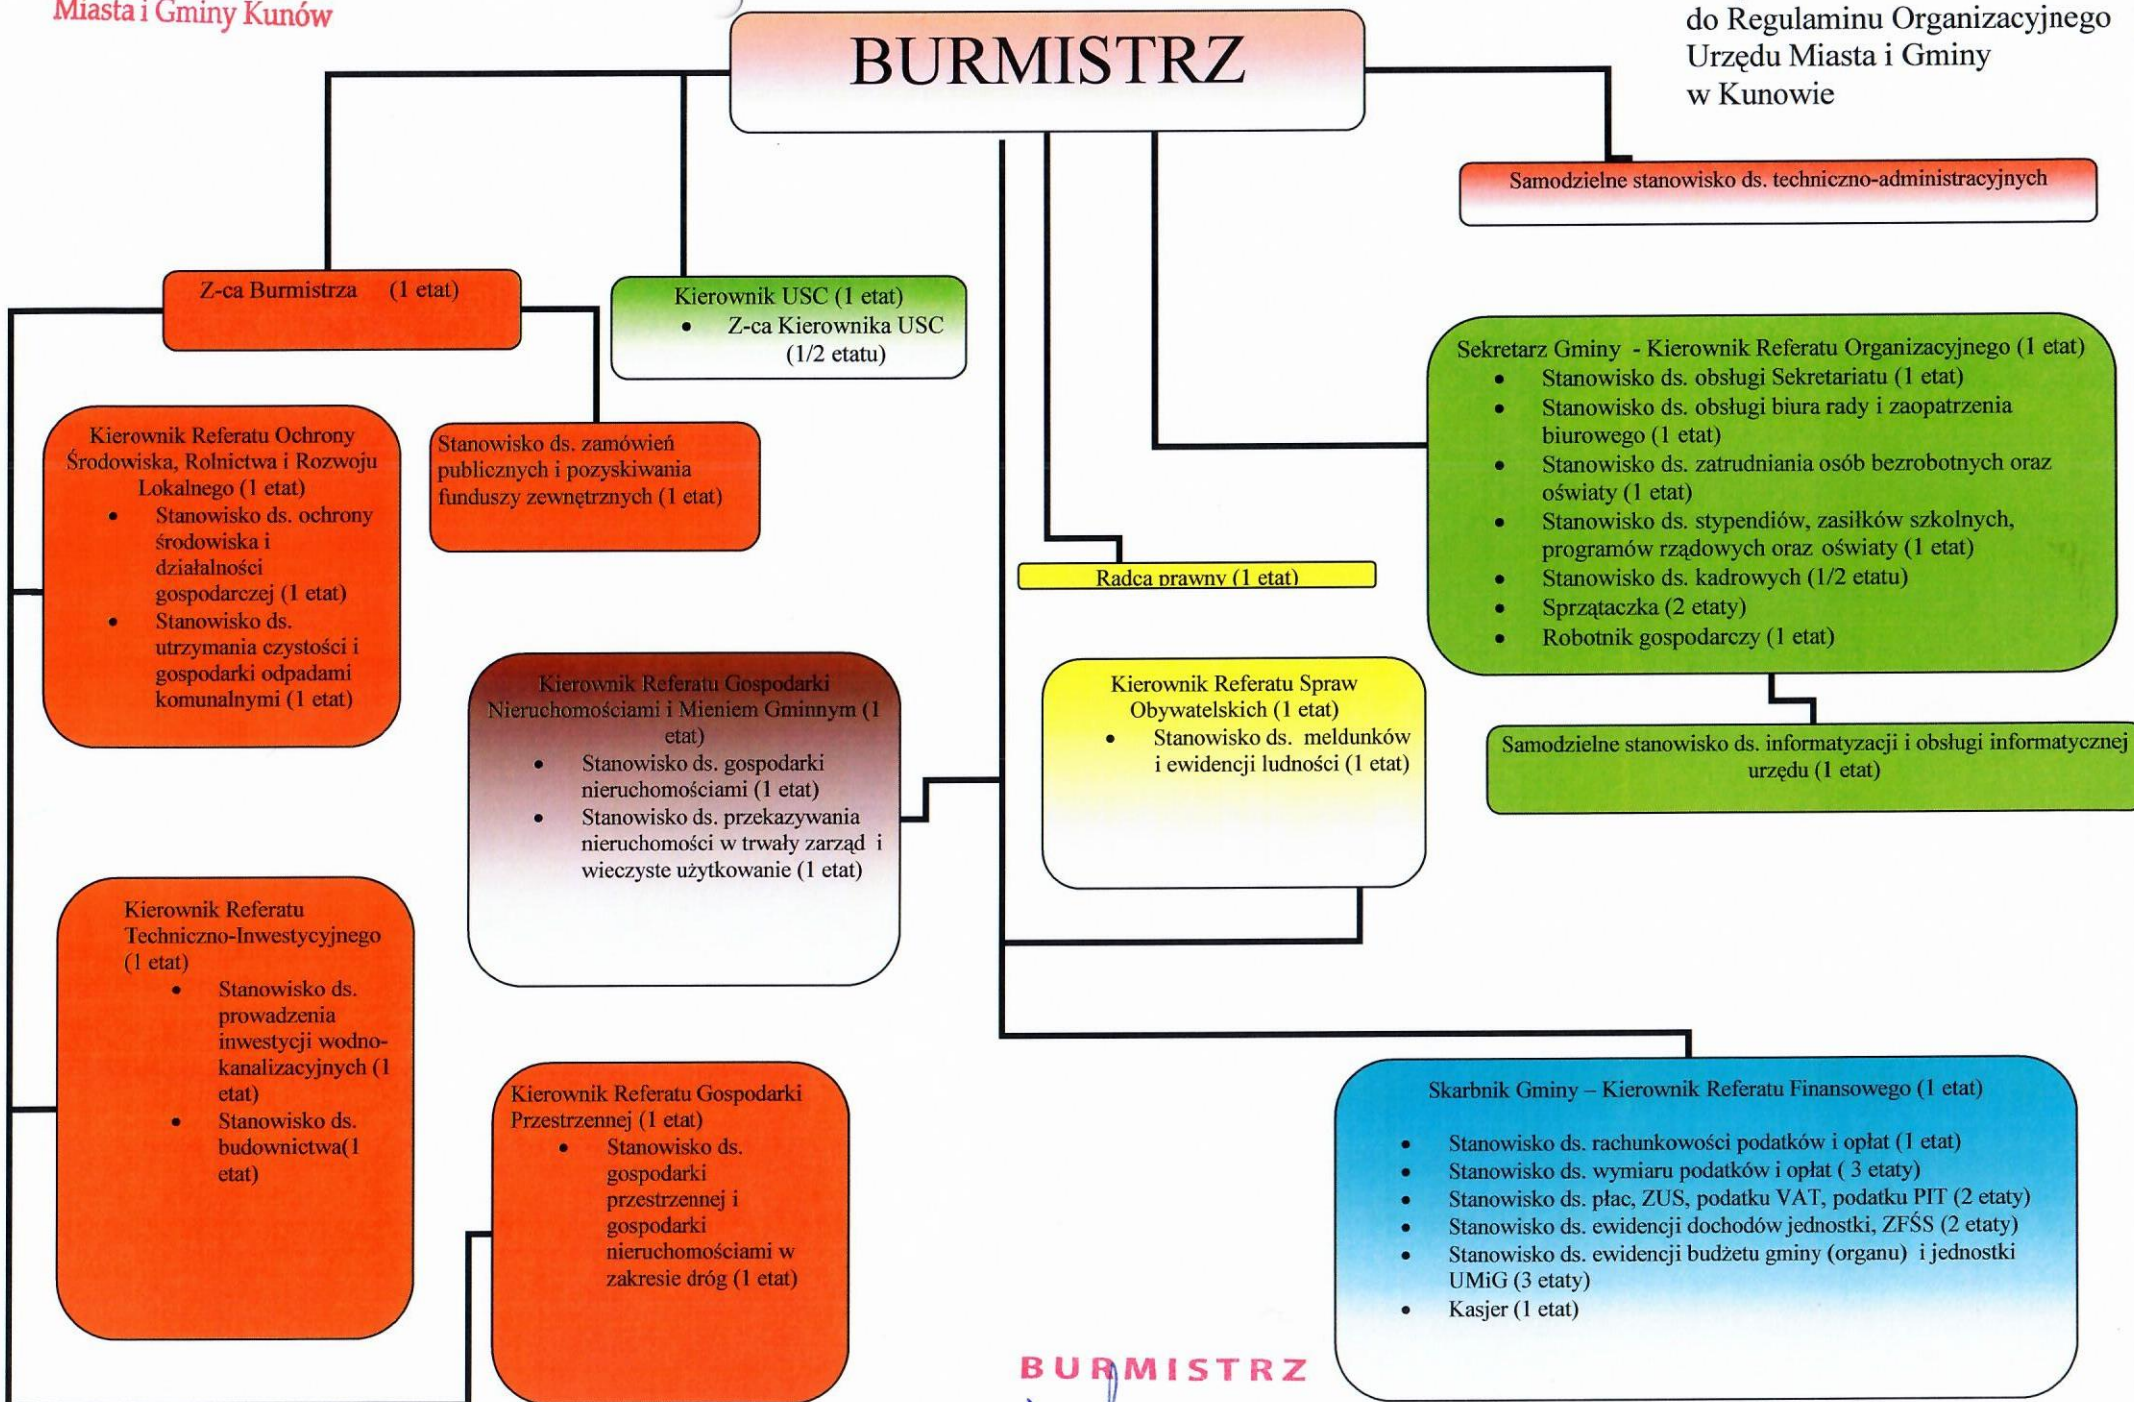 Miasta i Gminy Kunów
do Regulaminu Organizacyjnego
Urzędu Miasta i Gminy
w Kunowie
BURMISTRZ
Samodzielne stanowisko ds. techniczno-administracyjnych
Z-ca Burmistrza (1 etat)
Kierownik USC (1 etat)
• Z-ca Kierownika USC
(1/2 etatu)
Sekretarz Gminy - Kierownik Referatu Organizacyjnego (1 etat)
• Stanowisko ds. obsługi Sekretariatu (1 etat)
• Stanowisko ds. obsługi biura rady i zaopatrzenia
biurowego (1 etat)
• Stanowisko ds. zatrudniania osób bezrobotnych oraz
oświaty (1 etat)
• Stanowisko ds. stypendiów, zasiłków szkolnych,
programów rządowych oraz oświaty (1 etat)
• Stanowisko ds. kadrowych (1/2 etatu)
• Sprzątaczka (2 etaty)
• Robotnik gospodarczy (1 etat)
Kierownik Referatu Ochrony
Środowiska, Rolnictwa i Rozwoju
Lokalnego (1 etat)
• Stanowisko ds. ochrony
środowiska i
działalności
gospodarczej (1 etat)
• Stanowisko ds.
utrzymania czystości i
gospodarki odpadami
komunalnymi (1 etat)
Stanowisko ds. zamówień
publicznych i pozyskiwania
funduszy zewnętrznych (1 etat)
Radca prawny (1 etat)
Kierownik Referatu Gospodarki
Nieruchomościami i Mieniem Gminnym (1
etat)
• Stanowisko ds. gospodarki
nieruchomościami (1 etat)
• Stanowisko ds. przekazywania
nieruchomości w trwały zarząd i
wieczyste użytkowanie (1 etat)
Kierownik Referatu Spraw
Obywatelskich (1 etat)
• Stanowisko ds. meldunków
i ewidencji ludności (1 etat)
Samodzielne stanowisko ds. informatyzacji i obsługi informatycznej
urzędu (1 etat)
Kierownik Referatu
Techniczno-Inwestycyjnego
(1 etat)
• Stanowisko ds.
prowadzenia
inwestycji wodno-
kanalizacyjnych (1
etat)
• Stanowisko ds.
budownictwa(1
etat)
Kierownik Referatu Gospodarki
Przestrzennej (1 etat)
• Stanowisko ds.
gospodarki
przestrzennej i
gospodarki
nieruchomościami w
zakresie dróg (1 etat)
Skarbnik Gminy – Kierownik Referatu Finansowego (1 etat)
• Stanowisko ds. rachunkowości podatków i opłat (1 etat)
• Stanowisko ds. wymiaru podatków i opłat ( 3 etaty)
• Stanowisko ds. płac, ZUS, podatku VAT, podatku PIT (2 etaty)
• Stanowisko ds. ewidencji dochodów jednostki, ZFŚS (2 etaty)
• Stanowisko ds. ewidencji budżetu gminy (organu) i jednostki
UMiG (3 etaty)
• Kasjer (1 etat)
BURMISTRZ